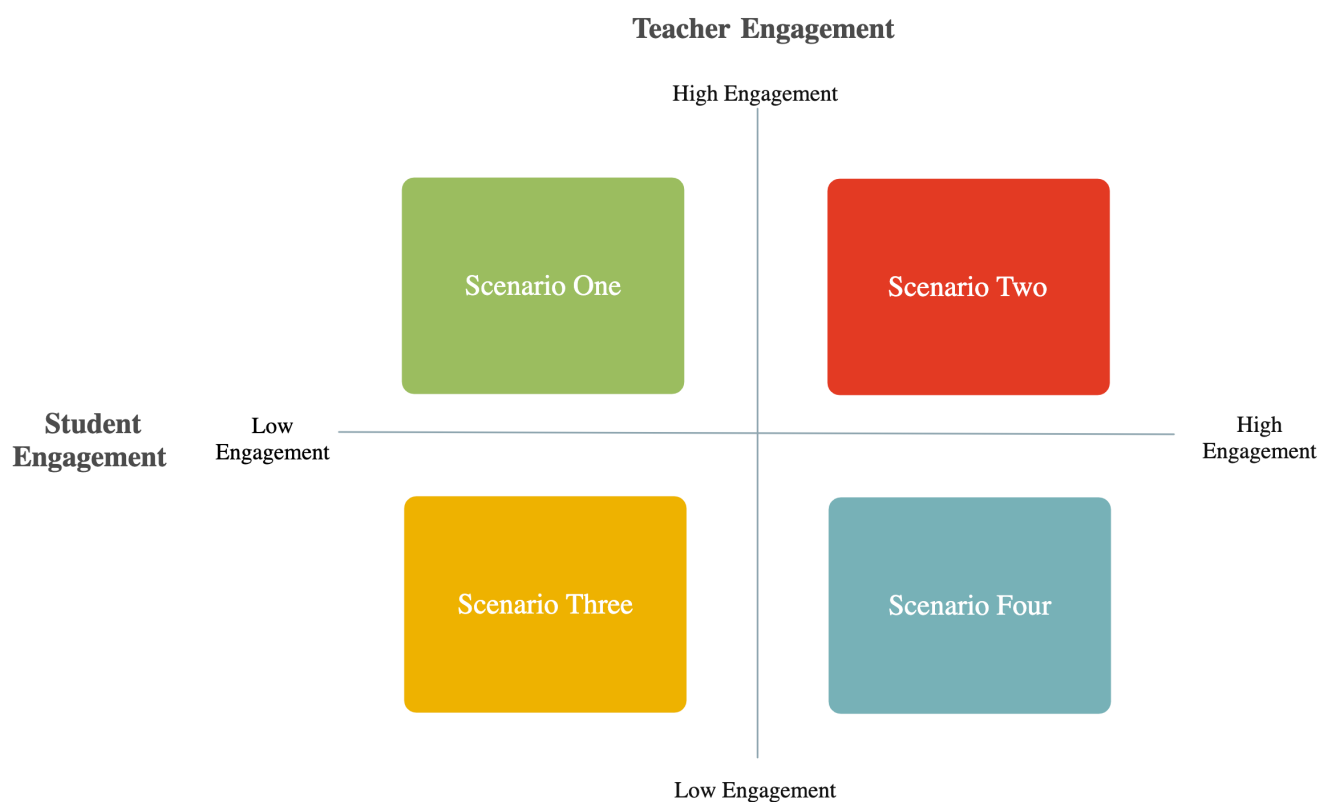 Teacher Engagement
High Engagement
Scenario One
Scenario Two
Student
Engagement
Low
Engagement
High
Engagement
Scenario Three
Scenario Four
Low Engagement